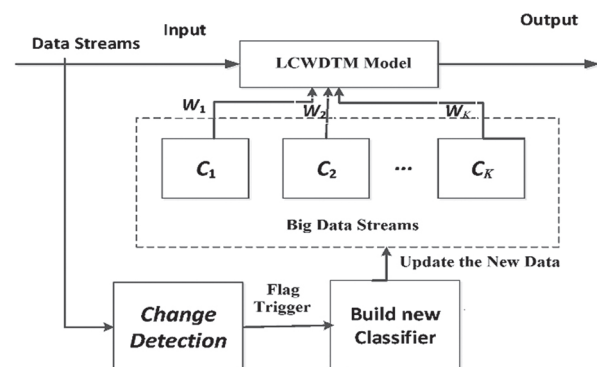 Output
Input
Data Streams
LCWDTM Model
W1
W2
WK
C1
C2
...
CK
Big Data Streams
Update the New Data
Flag
Trigger
Change
Detection
Build new
Classifier